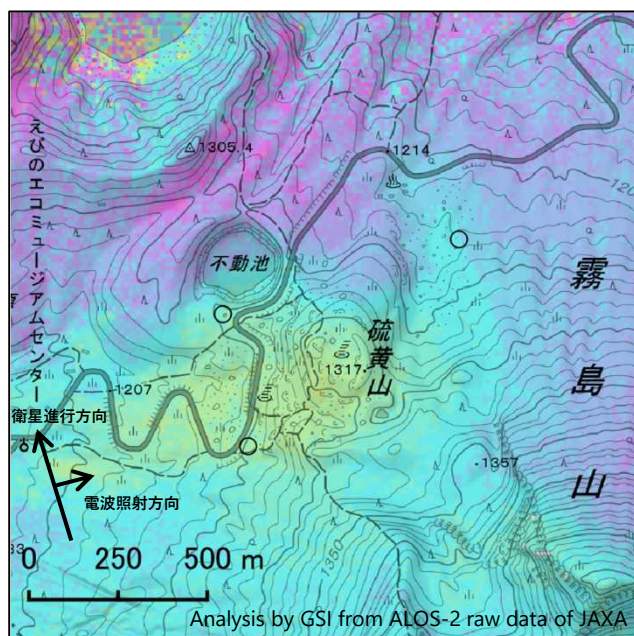 えびのエコミュージアムセンター
1305.4
1214
120
不動池
霧島山
硫黄山
1317
1207
衛星進行方向
1357
電波照射方向
33
1350
0 250 500 m
Analysis by GSI from ALOS-2 raw data of JAXA